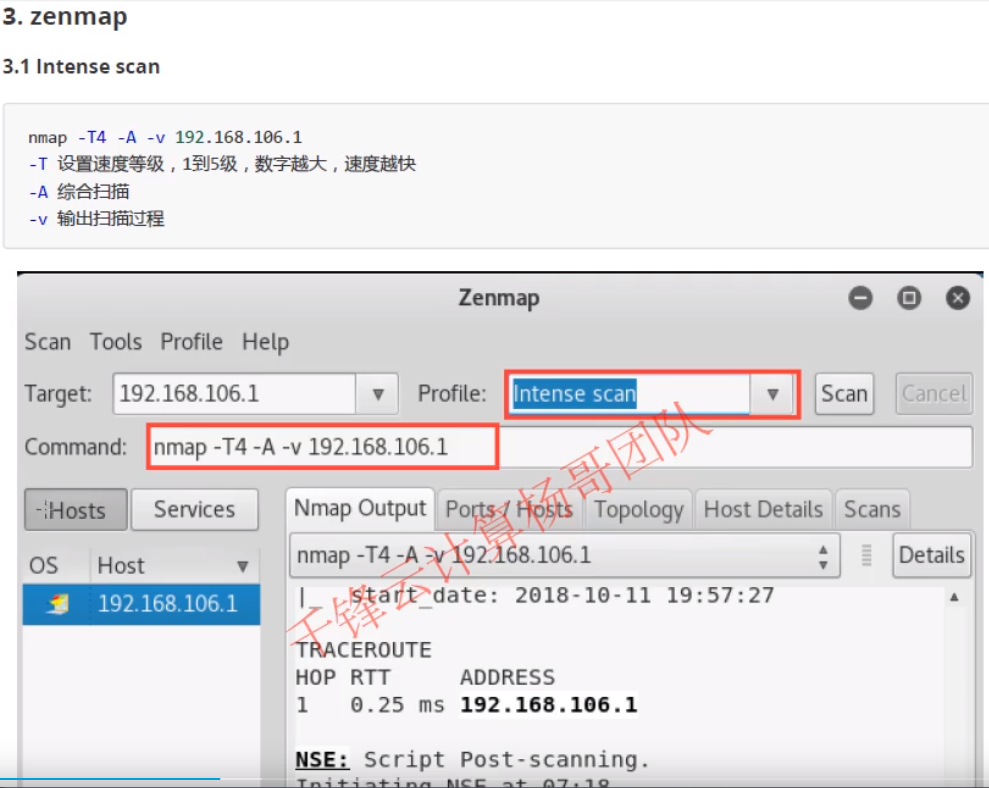 3. zenmap
3.1 Intense scan
nmap -T4 -A -v 192.168.106.1
-T 设置速度等级，1到5级，数字越大，速度越快
-A 综合扫描
-v 输出扫描过程
Zenmap
Scan Tools Profile Help
Target: 192.168.106.1 Profile: Intense scan Scan Cancel
Command: nmap -T4 -A -v 192.168.106.1
Hosts Services Nmap Output Ports / Hosts Topology Host Details Scans
nmap -T4 -A -v 192.168.106.1 Details
OS Host
192.168.106.1
|_ start_date: 2018-10-11 19:57:27
TRACEROUTE
HOP RTT ADDRESS
1 0.25 ms 192.168.106.1
NSE: Script Post-scanning.
Initiating NSE at 07:18
千锋云计算杨哥团队